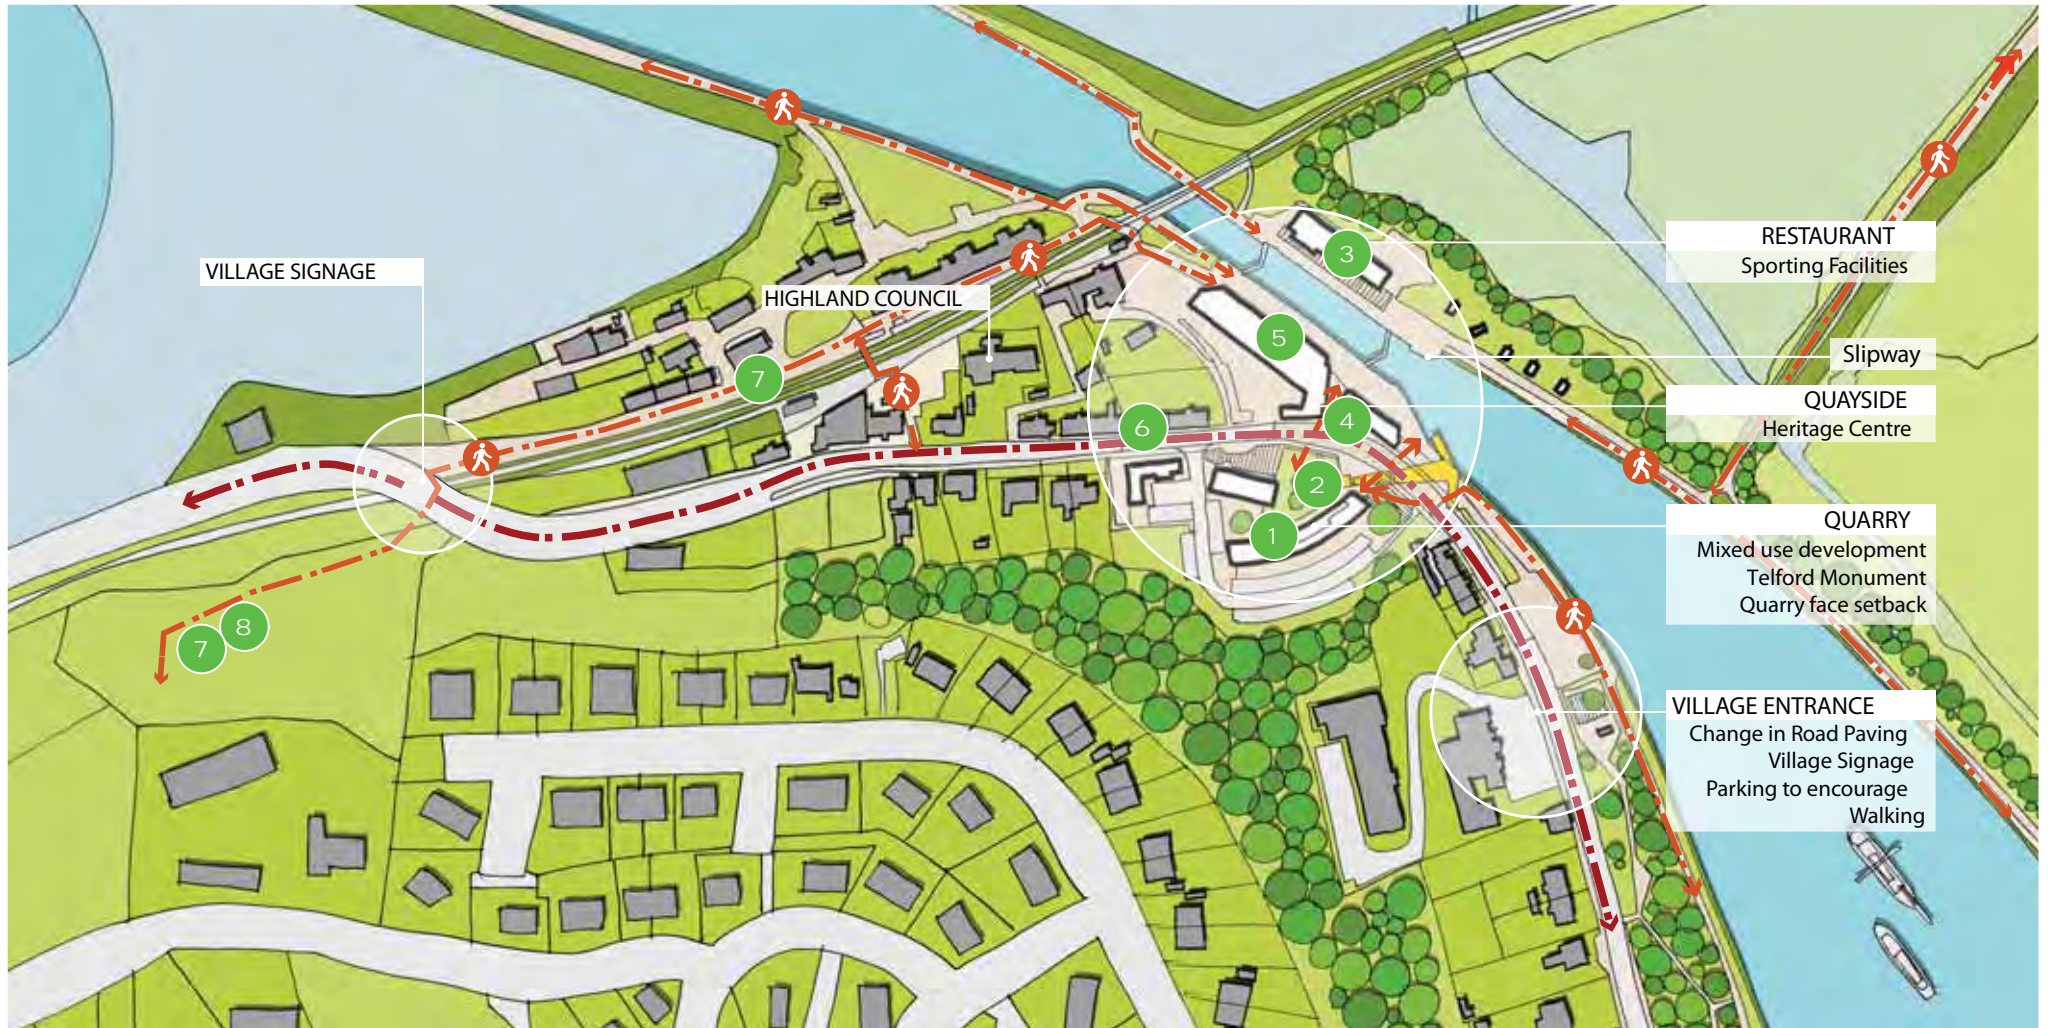 VILLAGE SIGNAGE
HIGHLAND COUNCIL
RESTAURANT
Sporting Facilities
Slipway
QUAYSIDE
Heritage Centre
QUARRY
Mixed use development
Telford Monument
Quarry face setback
VILLAGE ENTRANCE
Change in Road Paving
Village Signage
Parking to encourage
Walking
3
5
7
4
6
2
1
8
7